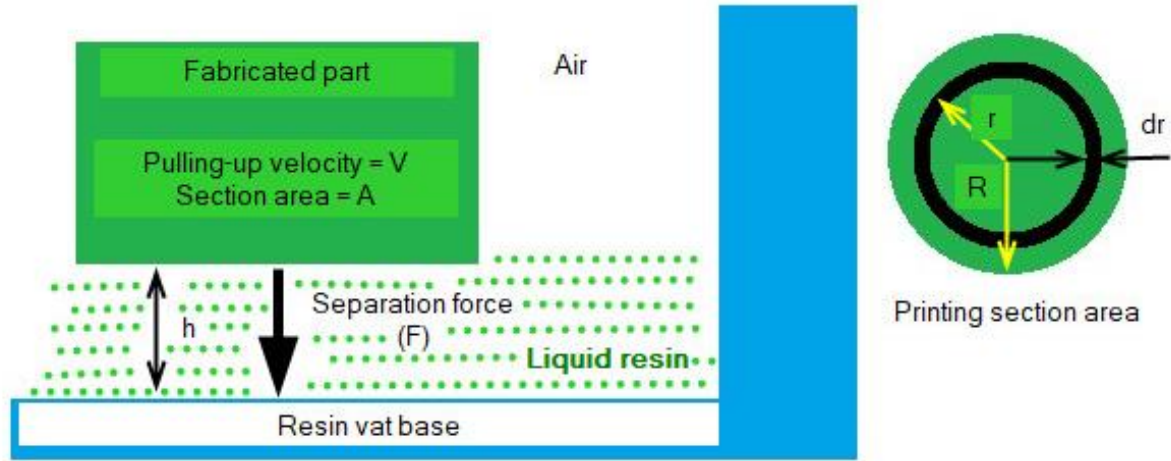 Fabricated part
Air
Pulling-up velocity = V
Section area = A
h
Separation force
(F)
Liquid resin
Resin vat base
r
dr
R
Printing section area